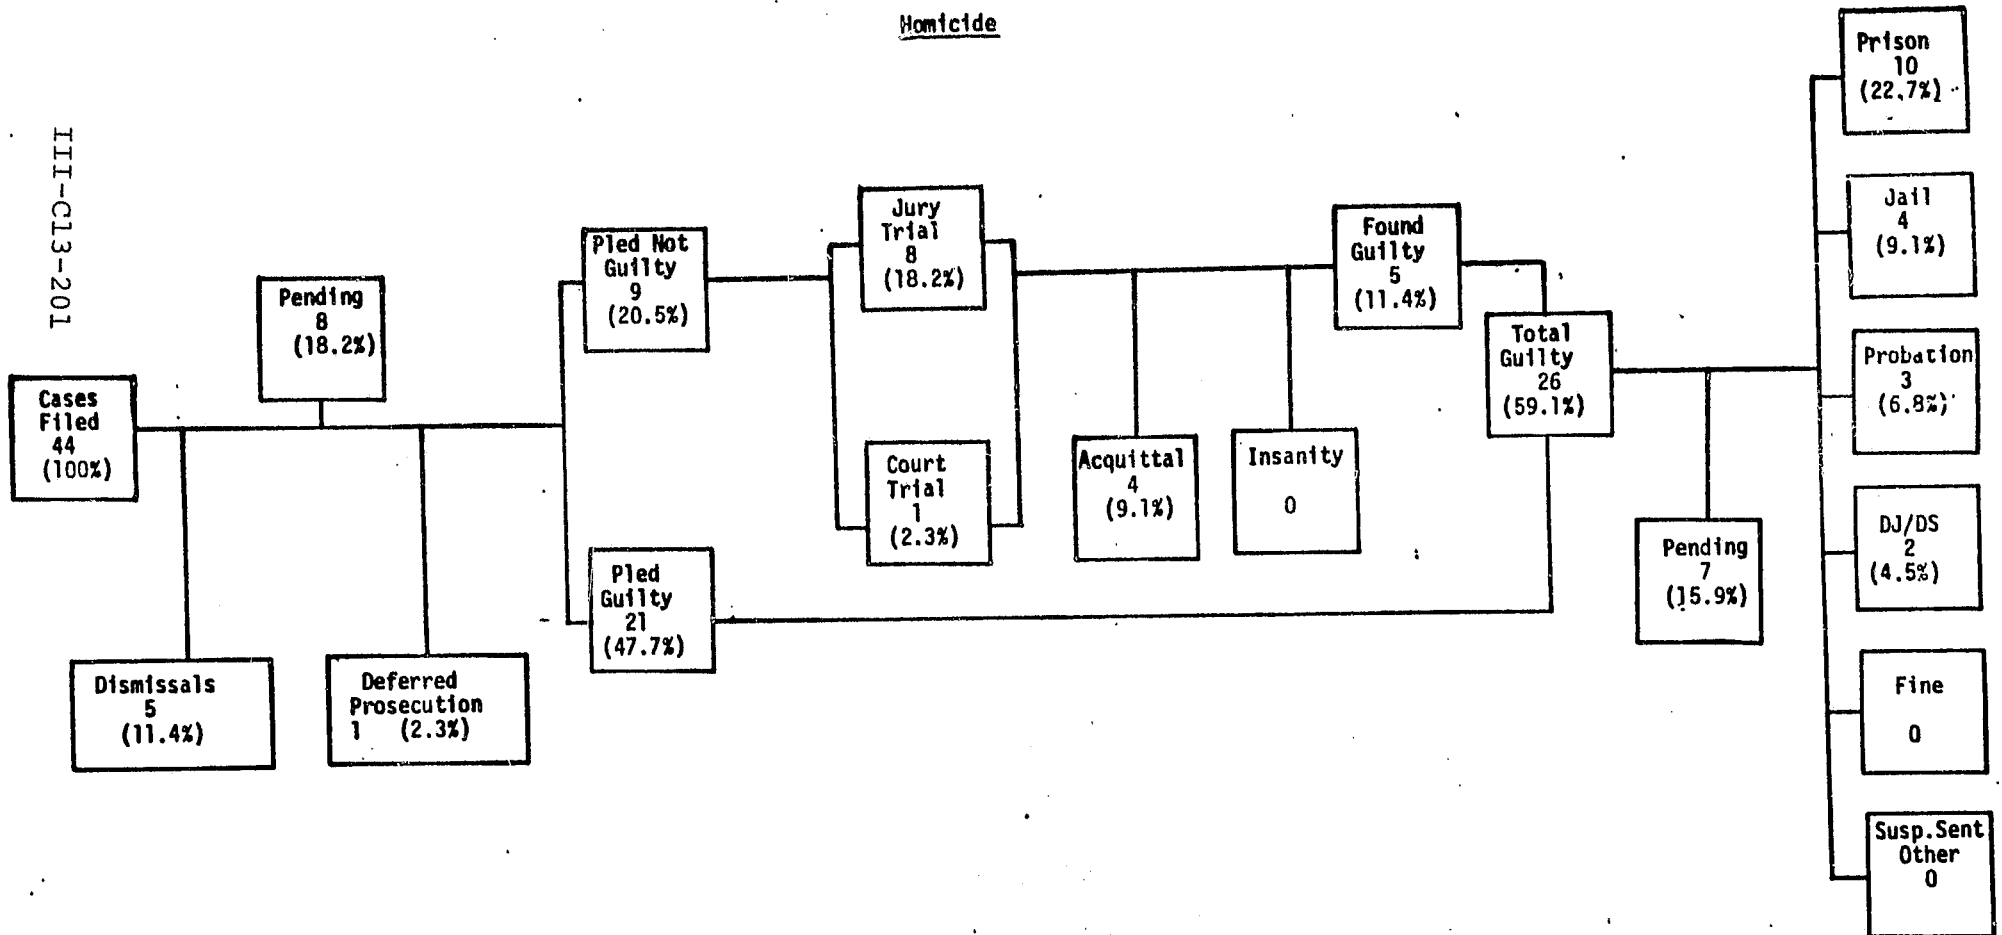 Homicide
III-C13-201
Cases
Filed
44
(100%)
Pending
8
(18.2%)
Dismissals
5
(11.4%)
Deferred
Prosecution
1 (2.3%)
Pled Not
Guilty
9
(20.5%)
Pled
Guilty
21
(47.7%)
Jury
Trial
8
(18.2%)
Court
Trial
1
(2.3%)
Acquittal
4
(9.1%)
Insanity
0
Found
Guilty
5
(11.4%)
Total
Guilty
26
(59.1%)
Pending
7
(15.9%)
Prison
10
(22.7%)
Jail
4
(9.1%)
Probation
3
(6.8%)
DJ/DS
2
(4.5%)
Fine
0
Susp.Sent
Other
0